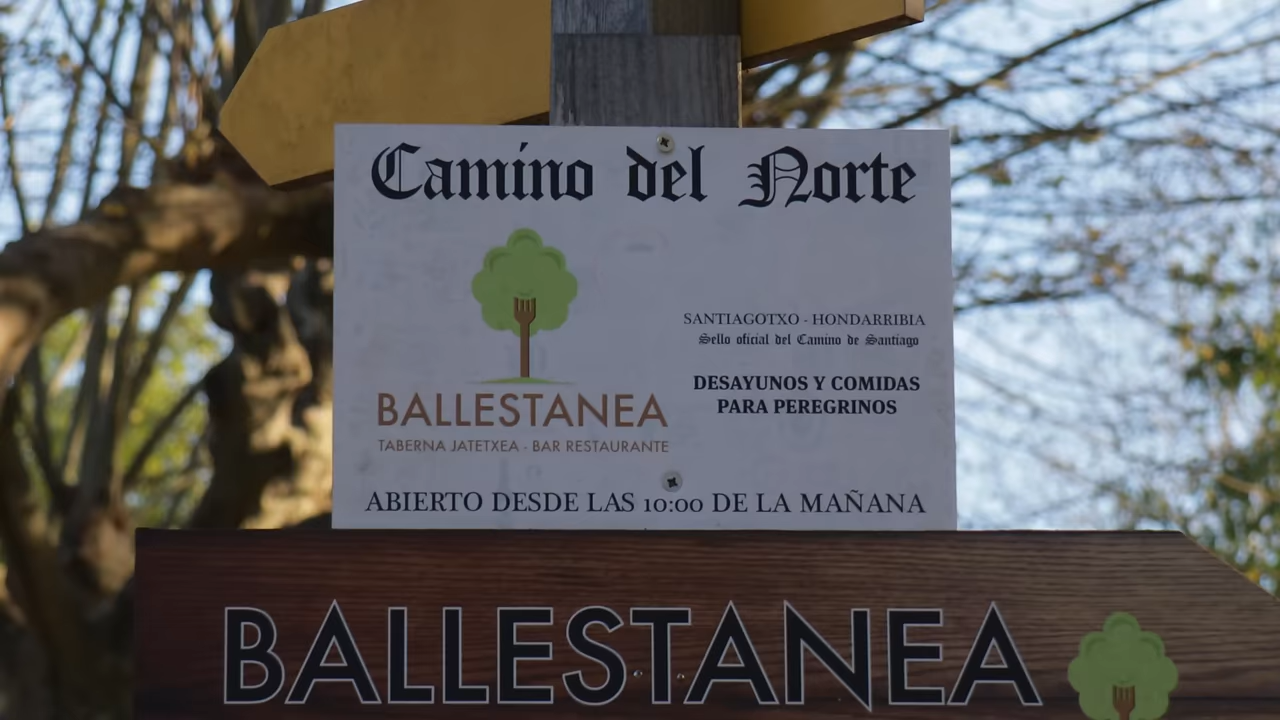 Camino del Norte
SANTIAGOTXO - HONDARRIBIA
Sello oficial del Camino de Santiago
DESAYUNOS Y COMIDAS
PARA PEREGRINOS
BALLESTANEA
TABERNA JATETXEA - BAR RESTAURANTE
ABIERTO DESDE LAS 10:00 DE LA MAÑANA
BALLESTANEA